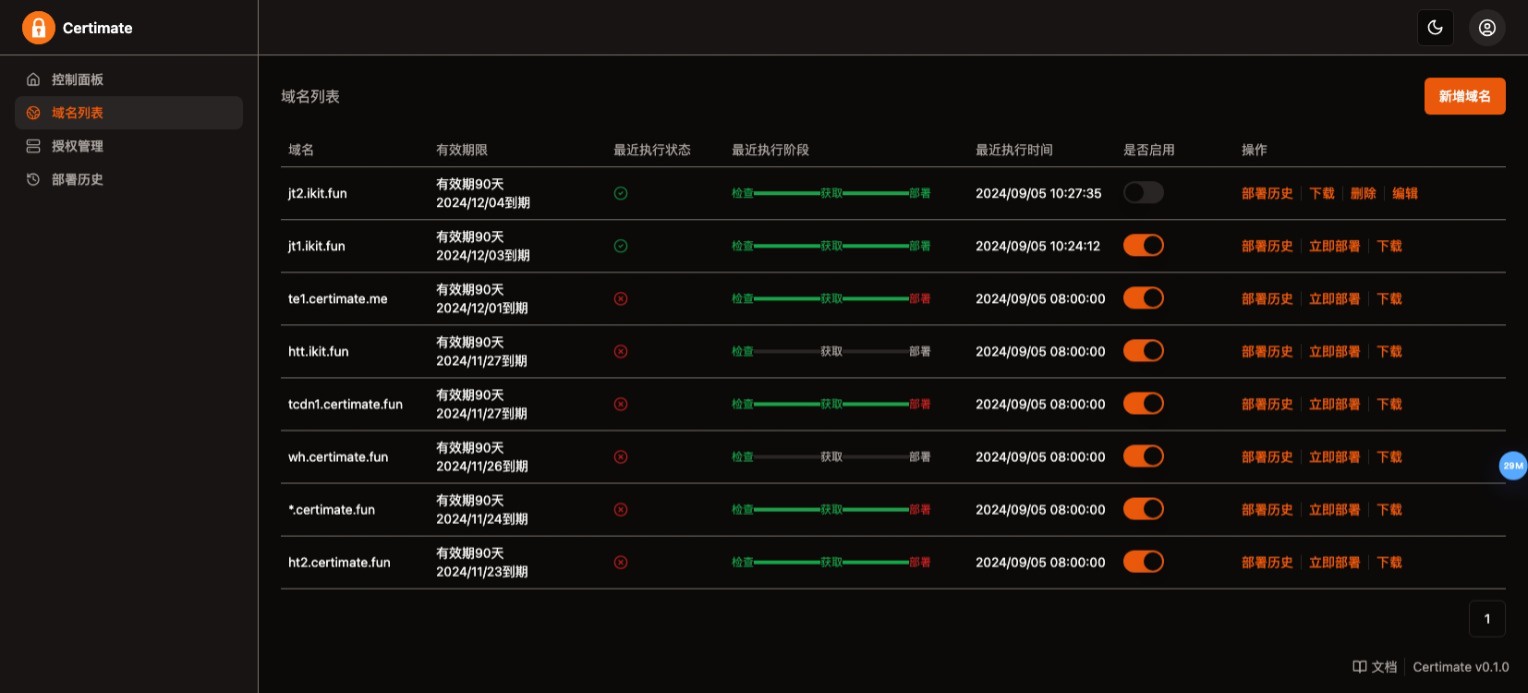 Certimate
控制面板
域名列表
授权管理
部署历史
域名列表
新增域名
域名 有效期限 最近执行状态 最近执行阶段 最近执行时间 是否启用 操作
jt2.ikit.fun 有效期90天 2024/12/04到期 检查 获取 部署 2024/09/05 10:27:35 部署历史 下载 删除 编辑
jt1.ikit.fun 有效期90天 2024/12/03到期 检查 获取 部署 2024/09/05 10:24:12 部署历史 立即部署 下载
te1.certimate.me 有效期90天 2024/12/01到期 检查 获取 部署 2024/09/05 08:00:00 部署历史 立即部署 下载
htt.ikit.fun 有效期90天 2024/11/27到期 检查 获取 部署 2024/09/05 08:00:00 部署历史 立即部署 下载
tcdn1.certimate.fun 有效期90天 2024/11/27到期 检查 获取 部署 2024/09/05 08:00:00 部署历史 立即部署 下载
wh.certimate.fun 有效期90天 2024/11/26到期 检查 获取 部署 2024/09/05 08:00:00 部署历史 立即部署 下载
*.certimate.fun 有效期90天 2024/11/24到期 检查 获取 部署 2024/09/05 08:00:00 部署历史 立即部署 下载
ht2.certimate.fun 有效期90天 2024/11/23到期 检查 获取 部署 2024/09/05 08:00:00 部署历史 立即部署 下载
29M
1
文档 Certimate v0.1.0